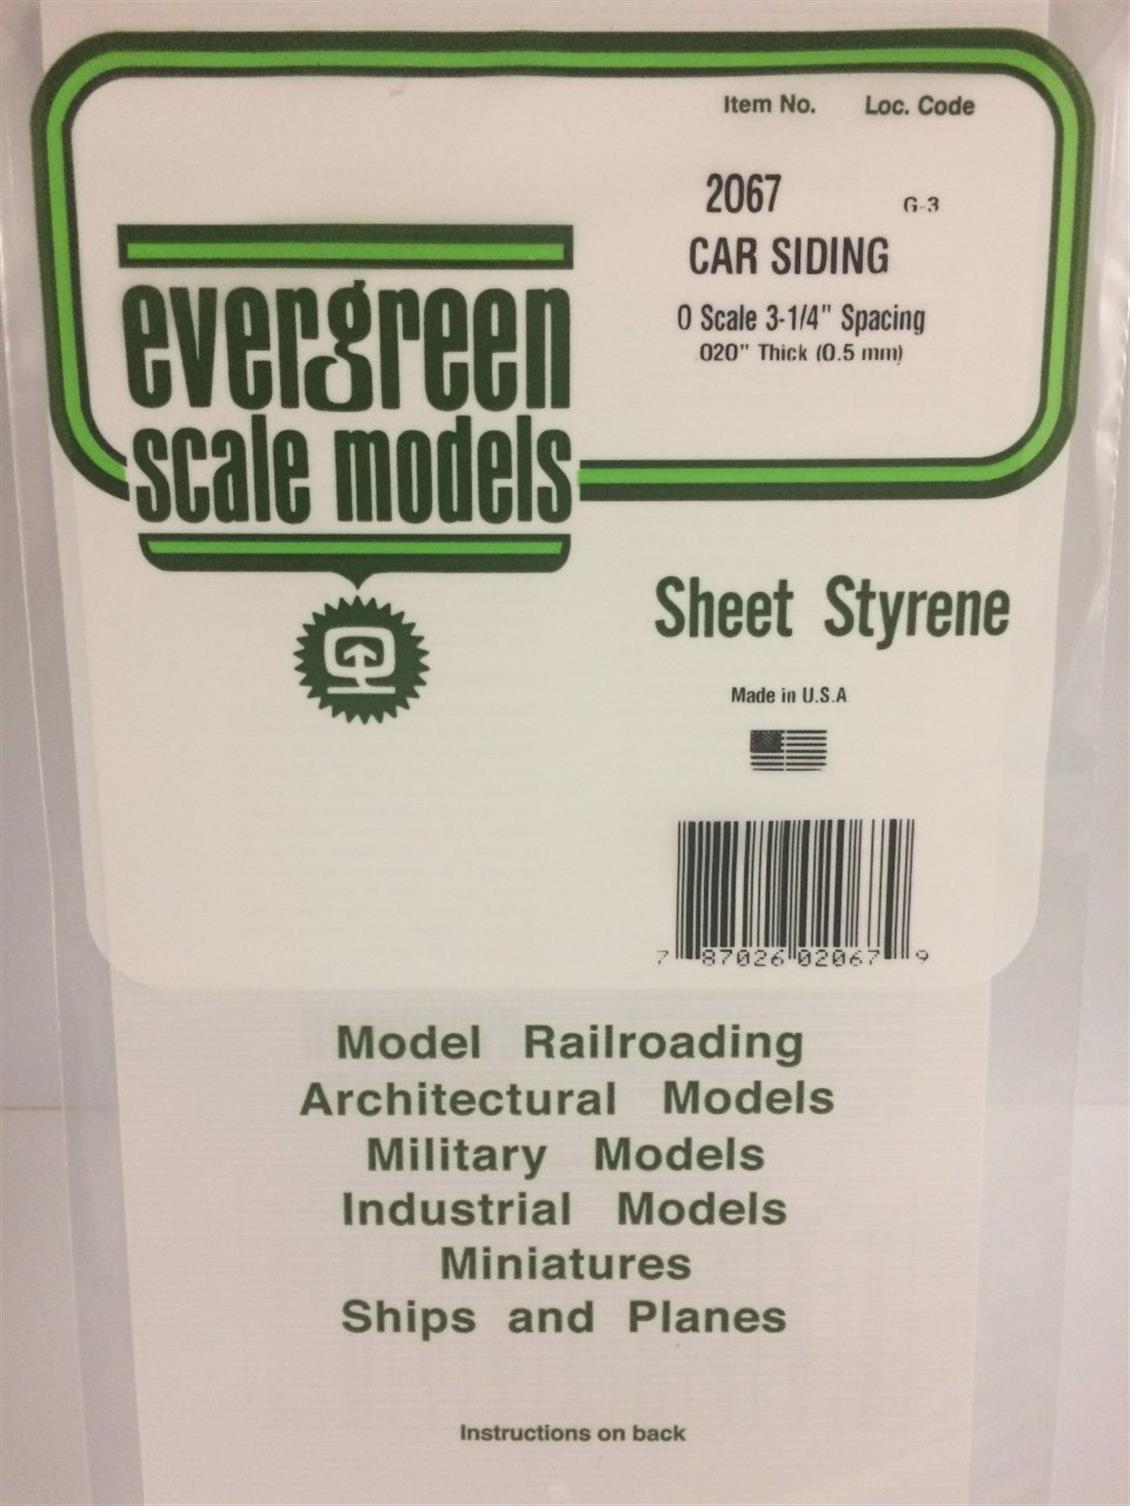 Item No. Loc. Code
2067 G-3
CAR SIDING
O Scale 3-1/4" Spacing
.020" Thick (0.5 mm)
evergreen
scale models
Sheet Styrene
Made in U.S.A
7 87026 02067 9
Model Railroading
Architectural Models
Military Models
Industrial Models
Miniatures
Ships and Planes
Instructions on back